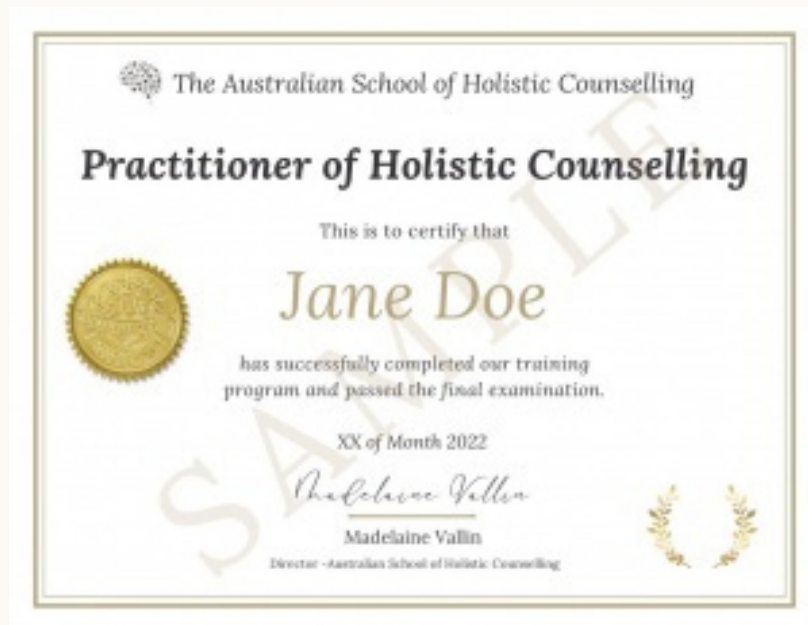 The Australian School of Holistic Counselling
Practitioner of Holistic Counselling
This is to certify that
Jane Doe
has successfully completed our training
program and passed the final examination.
XX of Month 2022
Madelaine Vallin
Madelaine Vallin
Director -Australian School of Holistic Counselling
SAMPLE